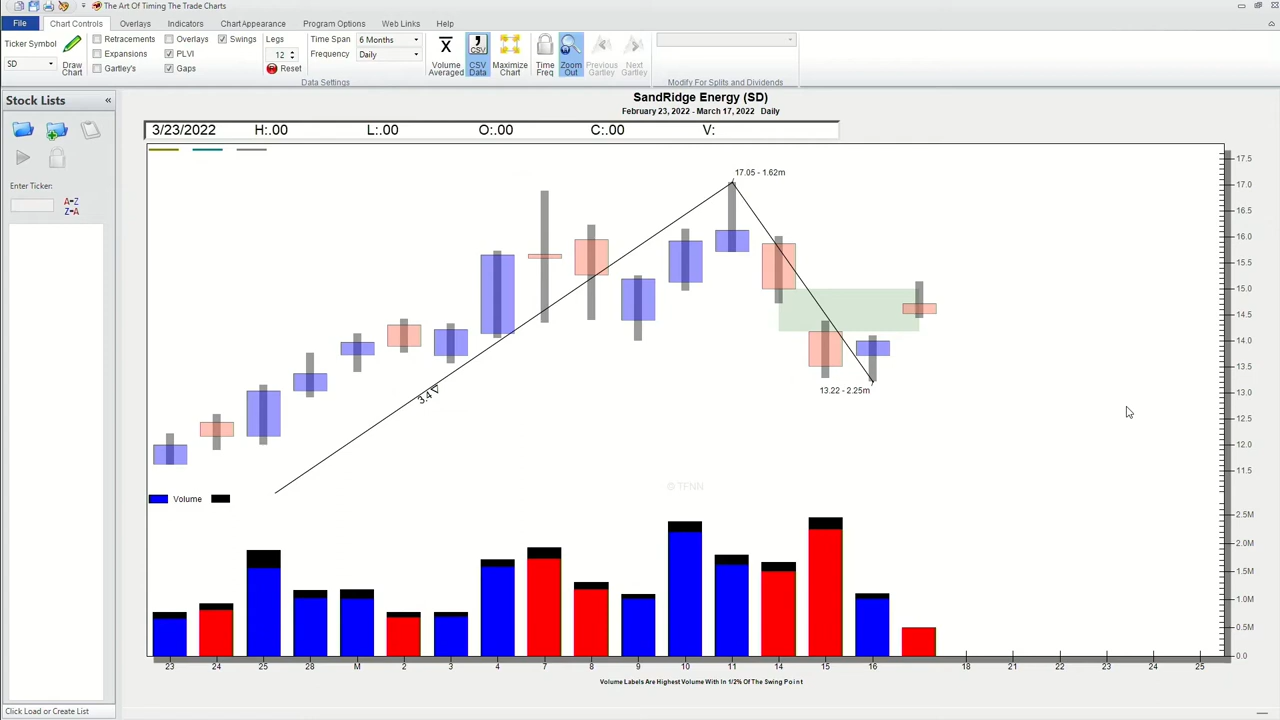 The Art Of Timing The Trade Charts
File Chart Controls Overlays Indicators Chart Appearance Program Options Web Links Help
Ticker Symbol
SD
Draw Chart
Retracements Overlays Swings
Expansions PLVI
Gartley's Gaps
Legs
12
Reset
Time Span 6 Months
Frequency Daily
Data Settings
Volume Averaged
CSV Data
Maximize Chart
Time Freq
Zoom Out
Previous Gartley
Next Gartley
Modify For Splits and Dividends
Stock Lists «
Enter Ticker:
A-Z
Z-A
Click Load or Create List
SandRidge Energy (SD)
February 23, 2022 - March 17, 2022 Daily
3/23/2022 H:.00 L:.00 O:.00 C:.00 V:
17.05 - 1.62m
3.4
13.22 - 2.25m
© TFNN
Volume
17.5
17.0
16.5
16.0
15.5
15.0
14.5
14.0
13.5
13.0
12.5
12.0
11.5
2.5M
2.0M
1.5M
1.0M
0.5M
0.0
23 24 25 28 M 2 3 4 7 8 9 10 11 14 15 16 18 21 22 23 24 25
Volume Labels Are Highest Volume With In 1/2% Of The Swing Point